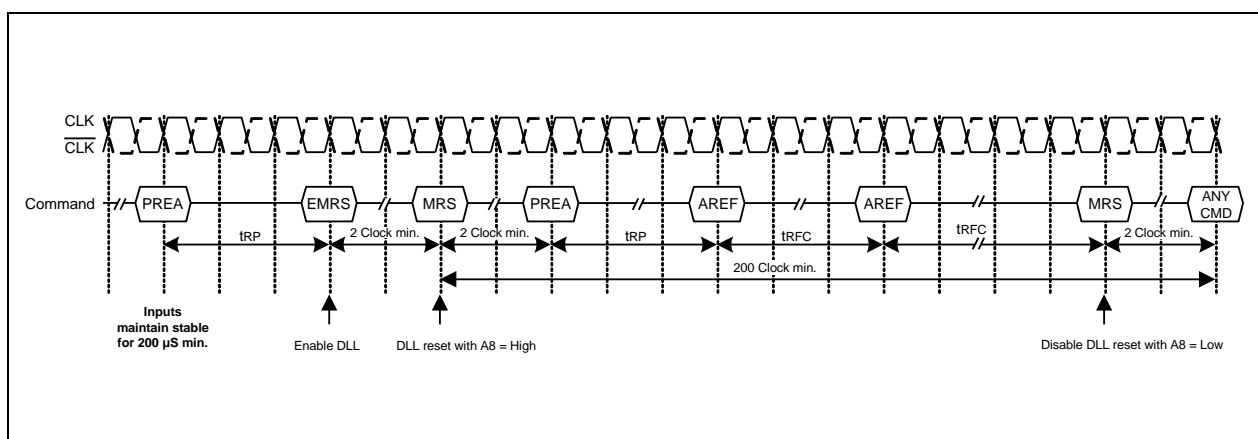 CLK
CLK
Command
PREA
EMRS
MRS
PREA
AREF
AREF
MRS
ANY
CMD
tRP
2 Clock min.
2 Clock min.
tRP
tRFC
tRFC
2 Clock min.
200 Clock min.
Inputs
maintain stable
for 200 µS min.
Enable DLL
DLL reset with A8 = High
Disable DLL reset with A8 = Low